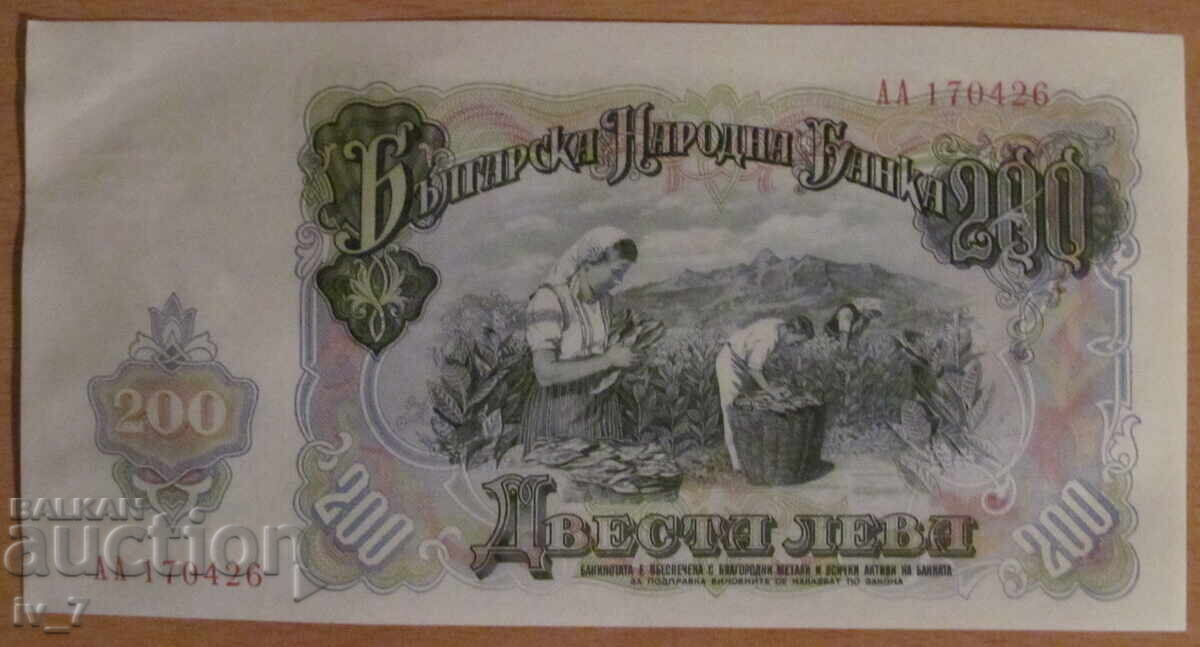 АА 170426
Българска Народна Банка 200
200
200 Двеста лева 200
БАНКНОТАТА Е ОБЕЗПЕЧЕНА С БЛАГОРОДНИ МЕТАЛИ И ВСИЧКИ АКТИВИ НА БАНКАТА
ЗА ПОДПРАВКА ВИНОВНИТЕ СЕ НАКАЗВАТ ПО ЗАКОНА
АА 170426
BALKAN
auction
iv_7